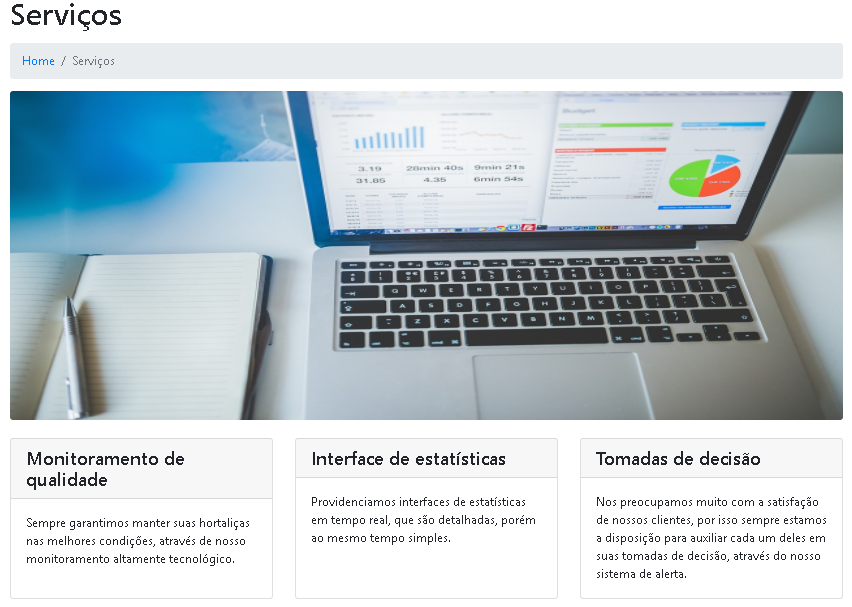 Serviços
Home / Serviços
Budget
3.19 28min 40s 9min 21s
31.85 4.35 6min 54s
Monitoramento de
qualidade
Sempre garantimos manter suas hortaliças
nas melhores condições, através de nosso
monitoramento altamente tecnológico.
Interface de estatísticas
Providenciamos interfaces de estatísticas
em tempo real, que são detalhadas, porém
ao mesmo tempo simples.
Tomadas de decisão
Nos preocupamos muito com a satisfação
de nossos clientes, por isso sempre estamos
a disposição para auxiliar cada um deles em
suas tomadas de decisão, através do nosso
sistema de alerta.